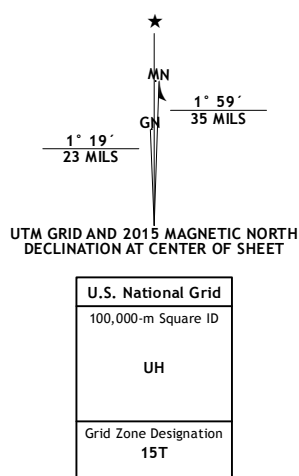 MN
1° 59´
35 MILS
GN
1° 19´
23 MILS
UTM GRID AND 2015 MAGNETIC NORTH
DECLINATION AT CENTER OF SHEET
U.S. National Grid
100,000-m Square ID
UH
Grid Zone Designation
15T